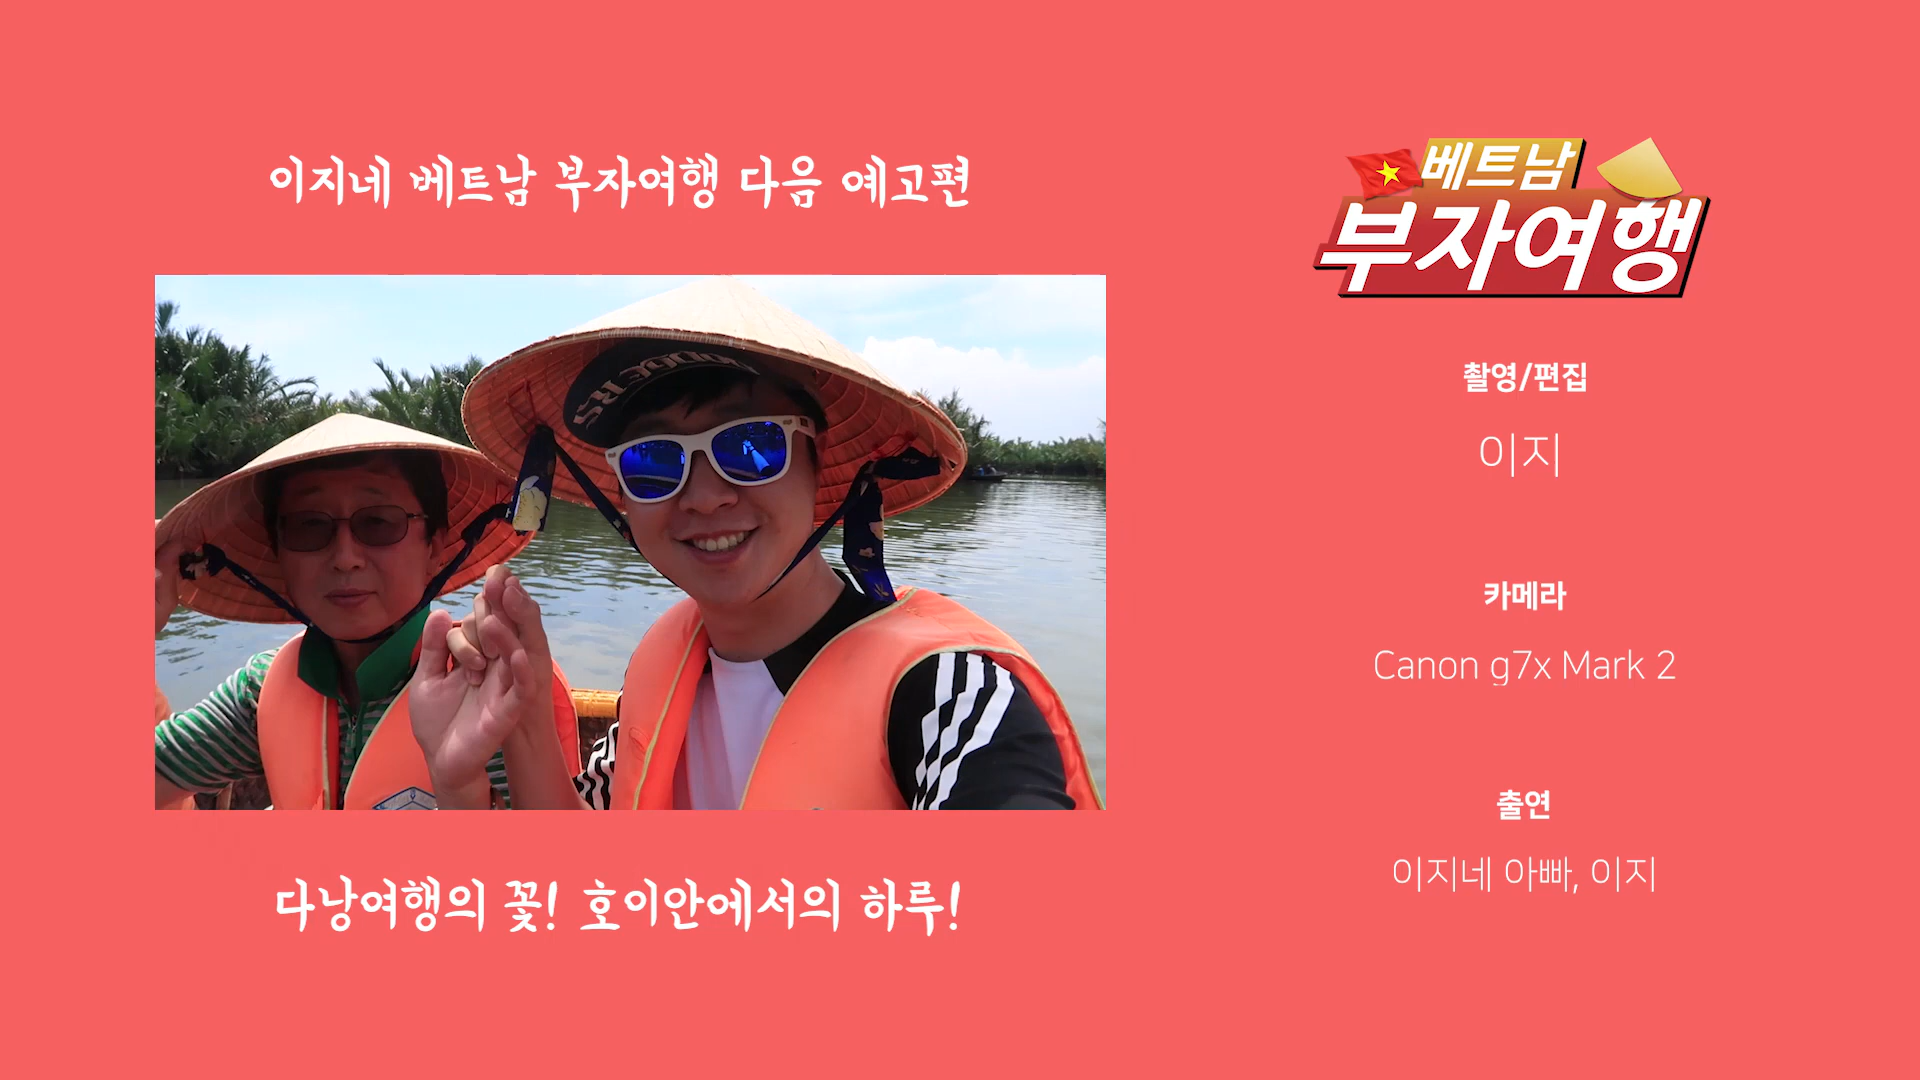 이지네 베트남 부자여행 다음 예고편
다낭여행의 꽃! 호이안에서의 하루!
베트남
부자여행
촬영/편집
이지
카메라
Canon g7x Mark 2
출연
이지네 아빠, 이지